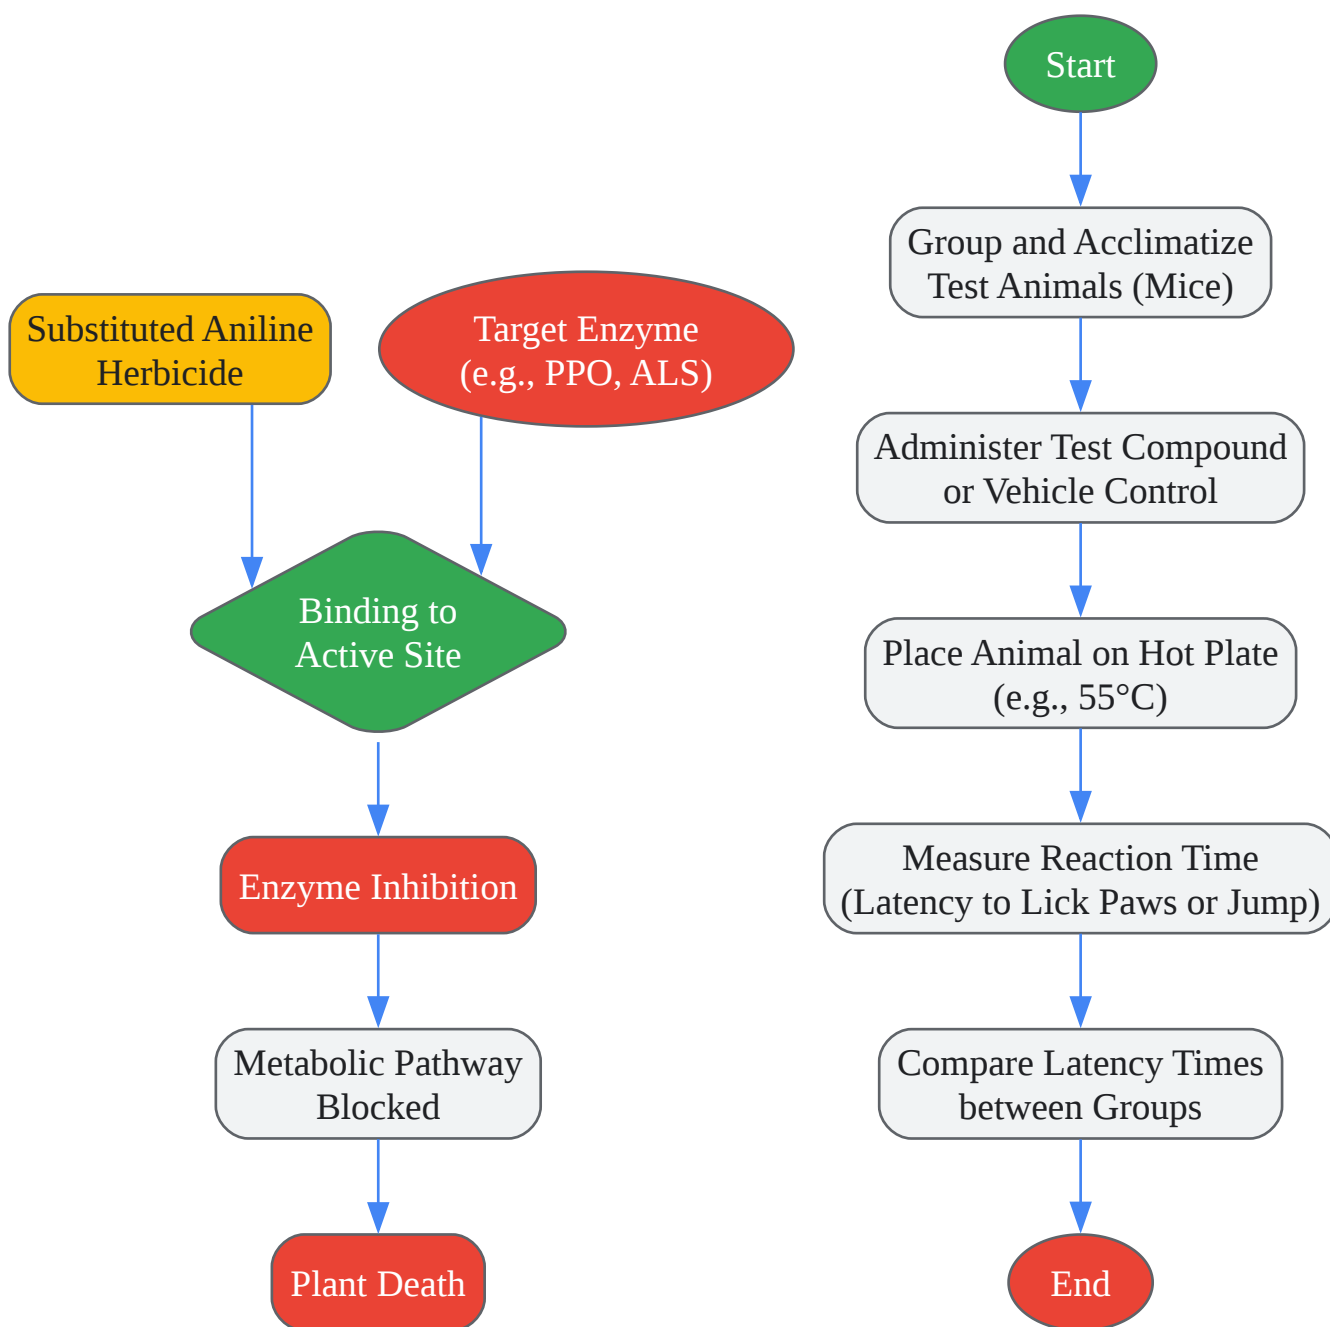 Substituted Aniline
Herbicide
Target Enzyme
(e.g., PPO, ALS)
Binding to
Active Site
Enzyme Inhibition
Metabolic Pathway
Blocked
Plant Death
Start
Group and Acclimatize
Test Animals (Mice)
Administer Test Compound
or Vehicle Control
Place Animal on Hot Plate
(e.g., 55°C)
Measure Reaction Time
(Latency to Lick Paws or Jump)
Compare Latency Times
between Groups
End